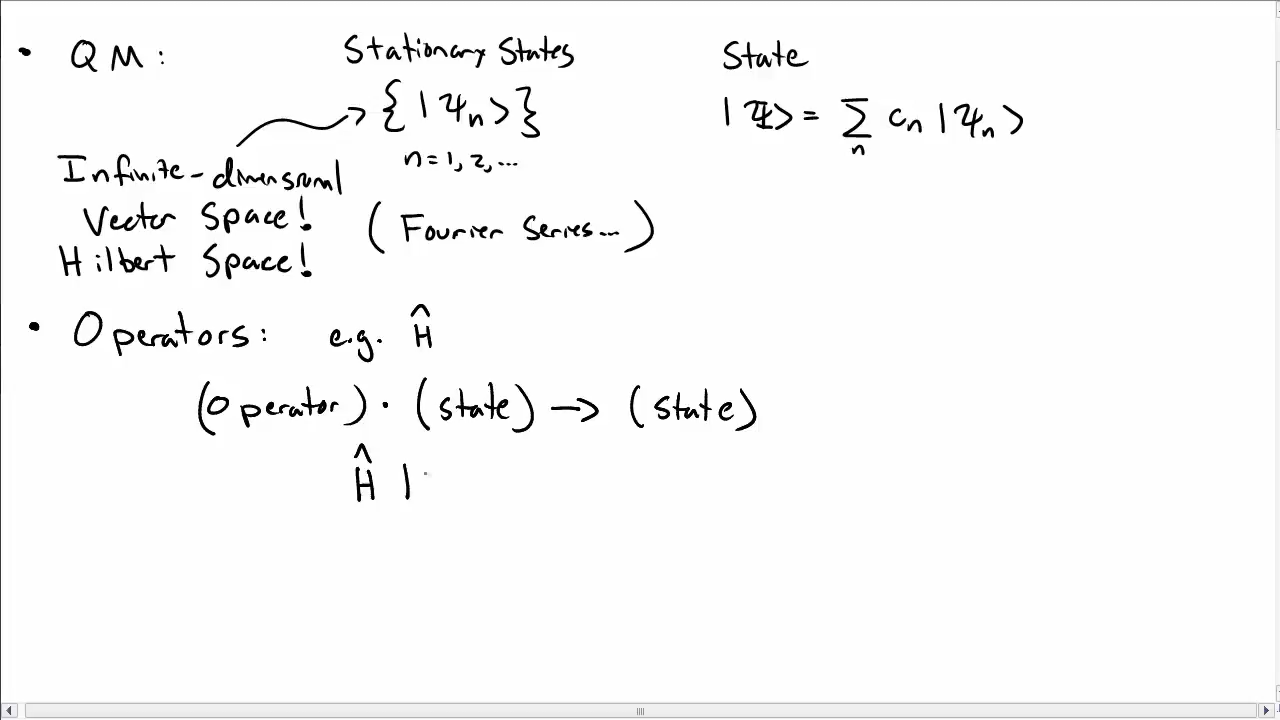 • QM: Stationary States State
{|ψₙ>} |Ψ> = Σₙ cₙ |ψₙ>
n = 1, 2, ...
Infinite-dimensional
Vector Space! (Fourier Series...)
Hilbert Space!
• Operators: e.g. Ĥ
(Operator) · (state) → (state)
Ĥ |